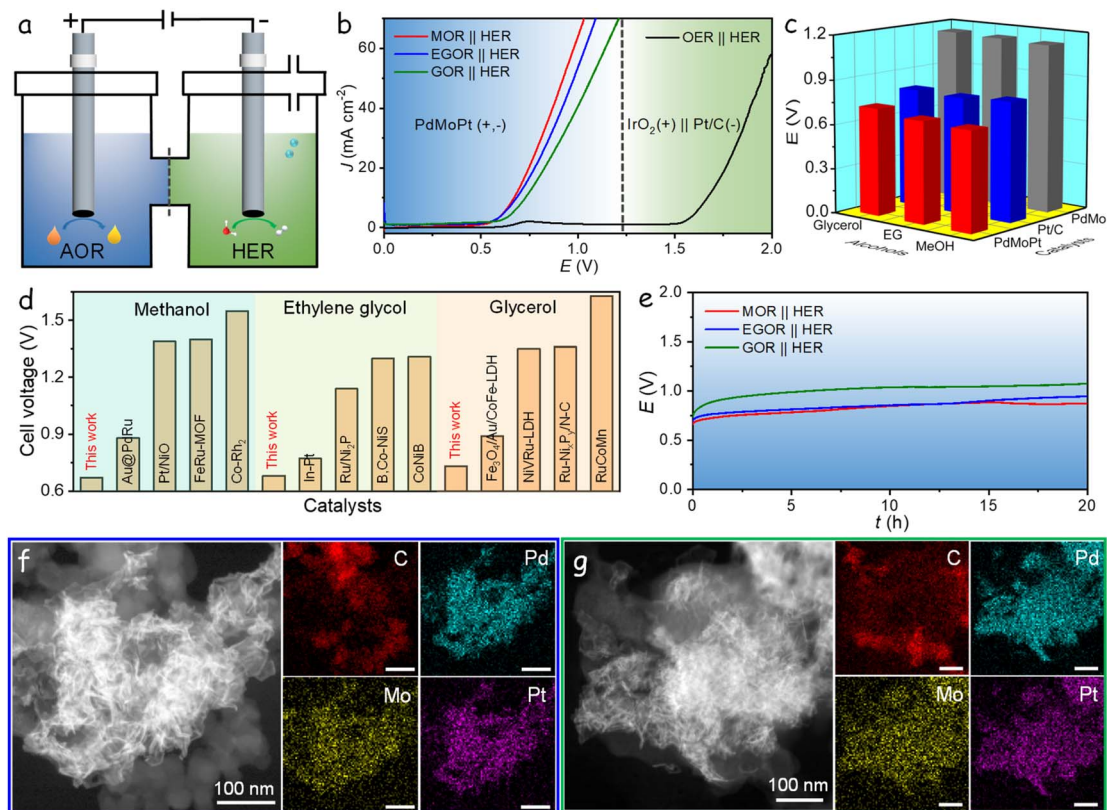 a
+
−
AOR
HER
b
MOR || HER
EGOR || HER
GOR || HER
OER || HER
PdMoPt (+,-)
IrO₂(+) || Pt/C(-)
J (mA cm⁻²)
60
40
20
0
0.0
0.5
1.0
1.5
2.0
E (V)
c
E (V)
1.2
0.9
0.6
0.3
0.0
Glycerol
EG
MeOH
Alcohols
PdMoPt
Pt/C
PdMo
Catalysts
d
Methanol
Ethylene glycol
Glycerol
Cell voltage (V)
1.5
1.2
0.9
0.6
This work
Au@PdRu
Pt/NiO
FeRu-MOF
Co-Rh₂
This work
In-Pt
Ru/Ni₂P
B.Co-NiS
CoNiB
This work
Fe₃O₄/Au/CoFe-LDH
NiV/Ru-LDH
Ru-NiₓPᵧ/N-C
RuCoMn
Catalysts
e
MOR || HER
EGOR || HER
GOR || HER
E (V)
2.0
1.5
1.0
0.5
0.0
0
5
10
15
20
t (h)
f
100 nm
C
Pd
Mo
Pt
g
100 nm
C
Pd
Mo
Pt